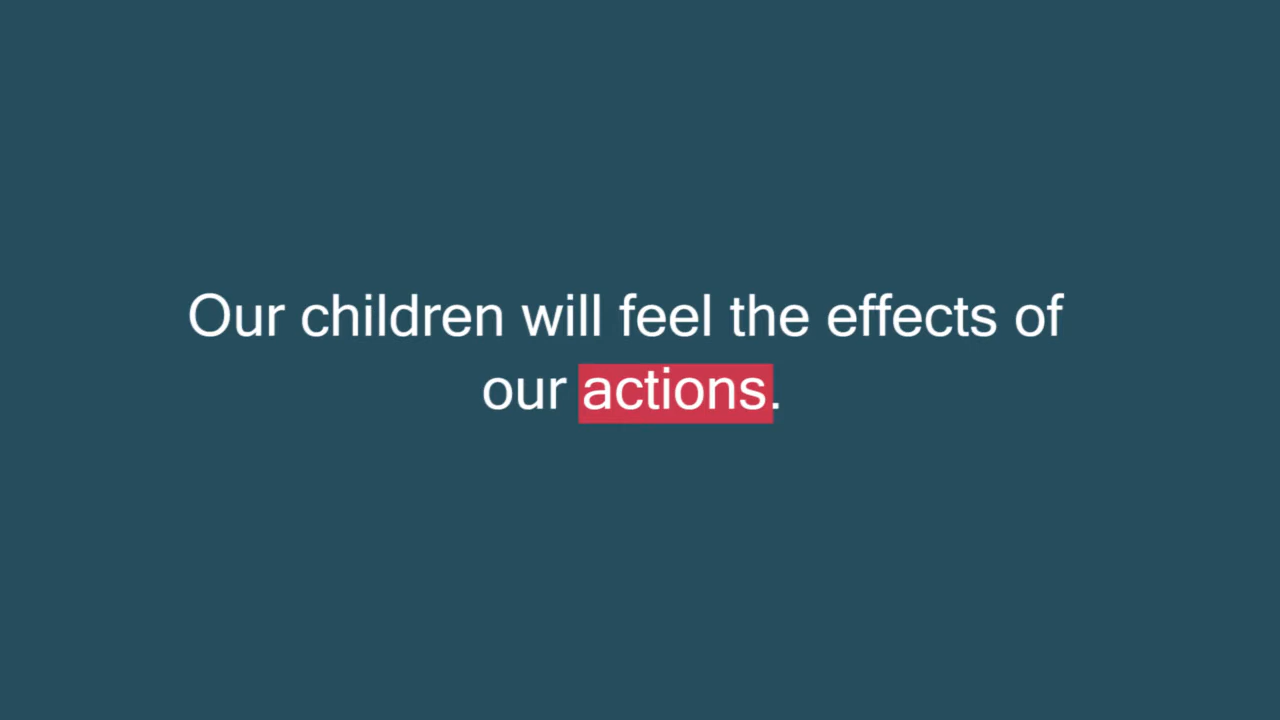 Our children will feel the effects of
our actions.